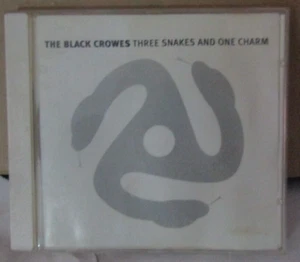 THE BLACK CROWES THREE SNAKES AND ONE CHARM